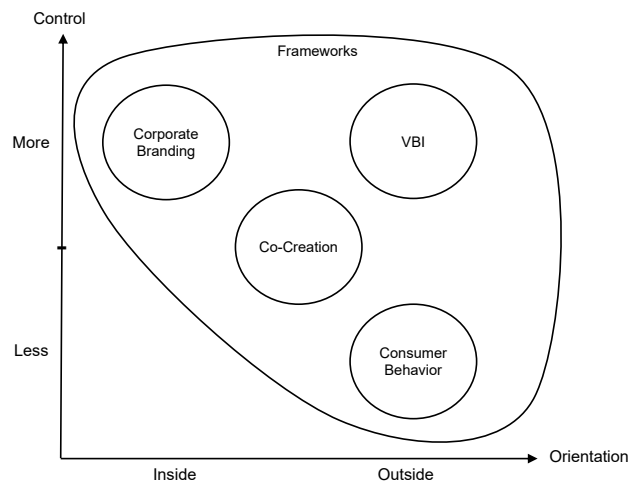 Control
Frameworks
More
Corporate
Branding
VBI
Co-Creation
Less
Consumer
Behavior
Orientation
Inside
Outside